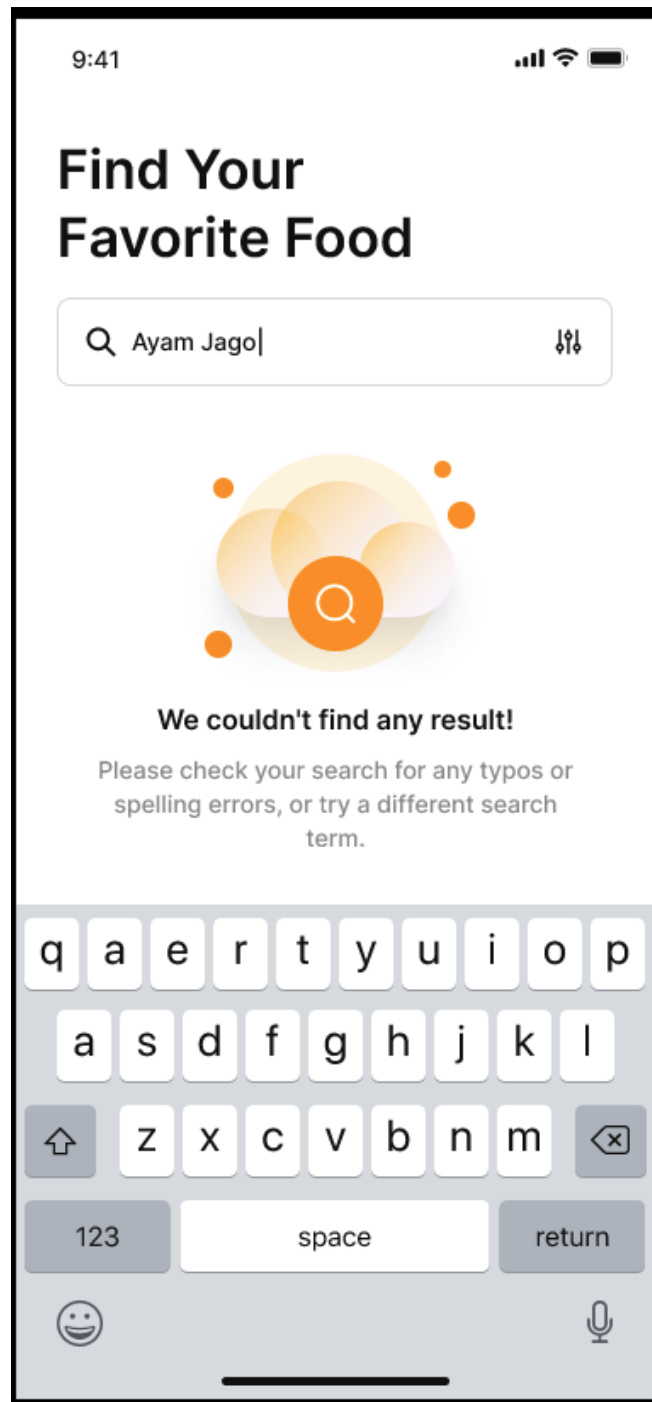 9:41
Find Your
Favorite Food
Ayam Jago
We couldn't find any result!
Please check your search for any typos or
spelling errors, or try a different search
term.
q a e r t y u i o p
a s d f g h j k l
z x c v b n m
123 space return